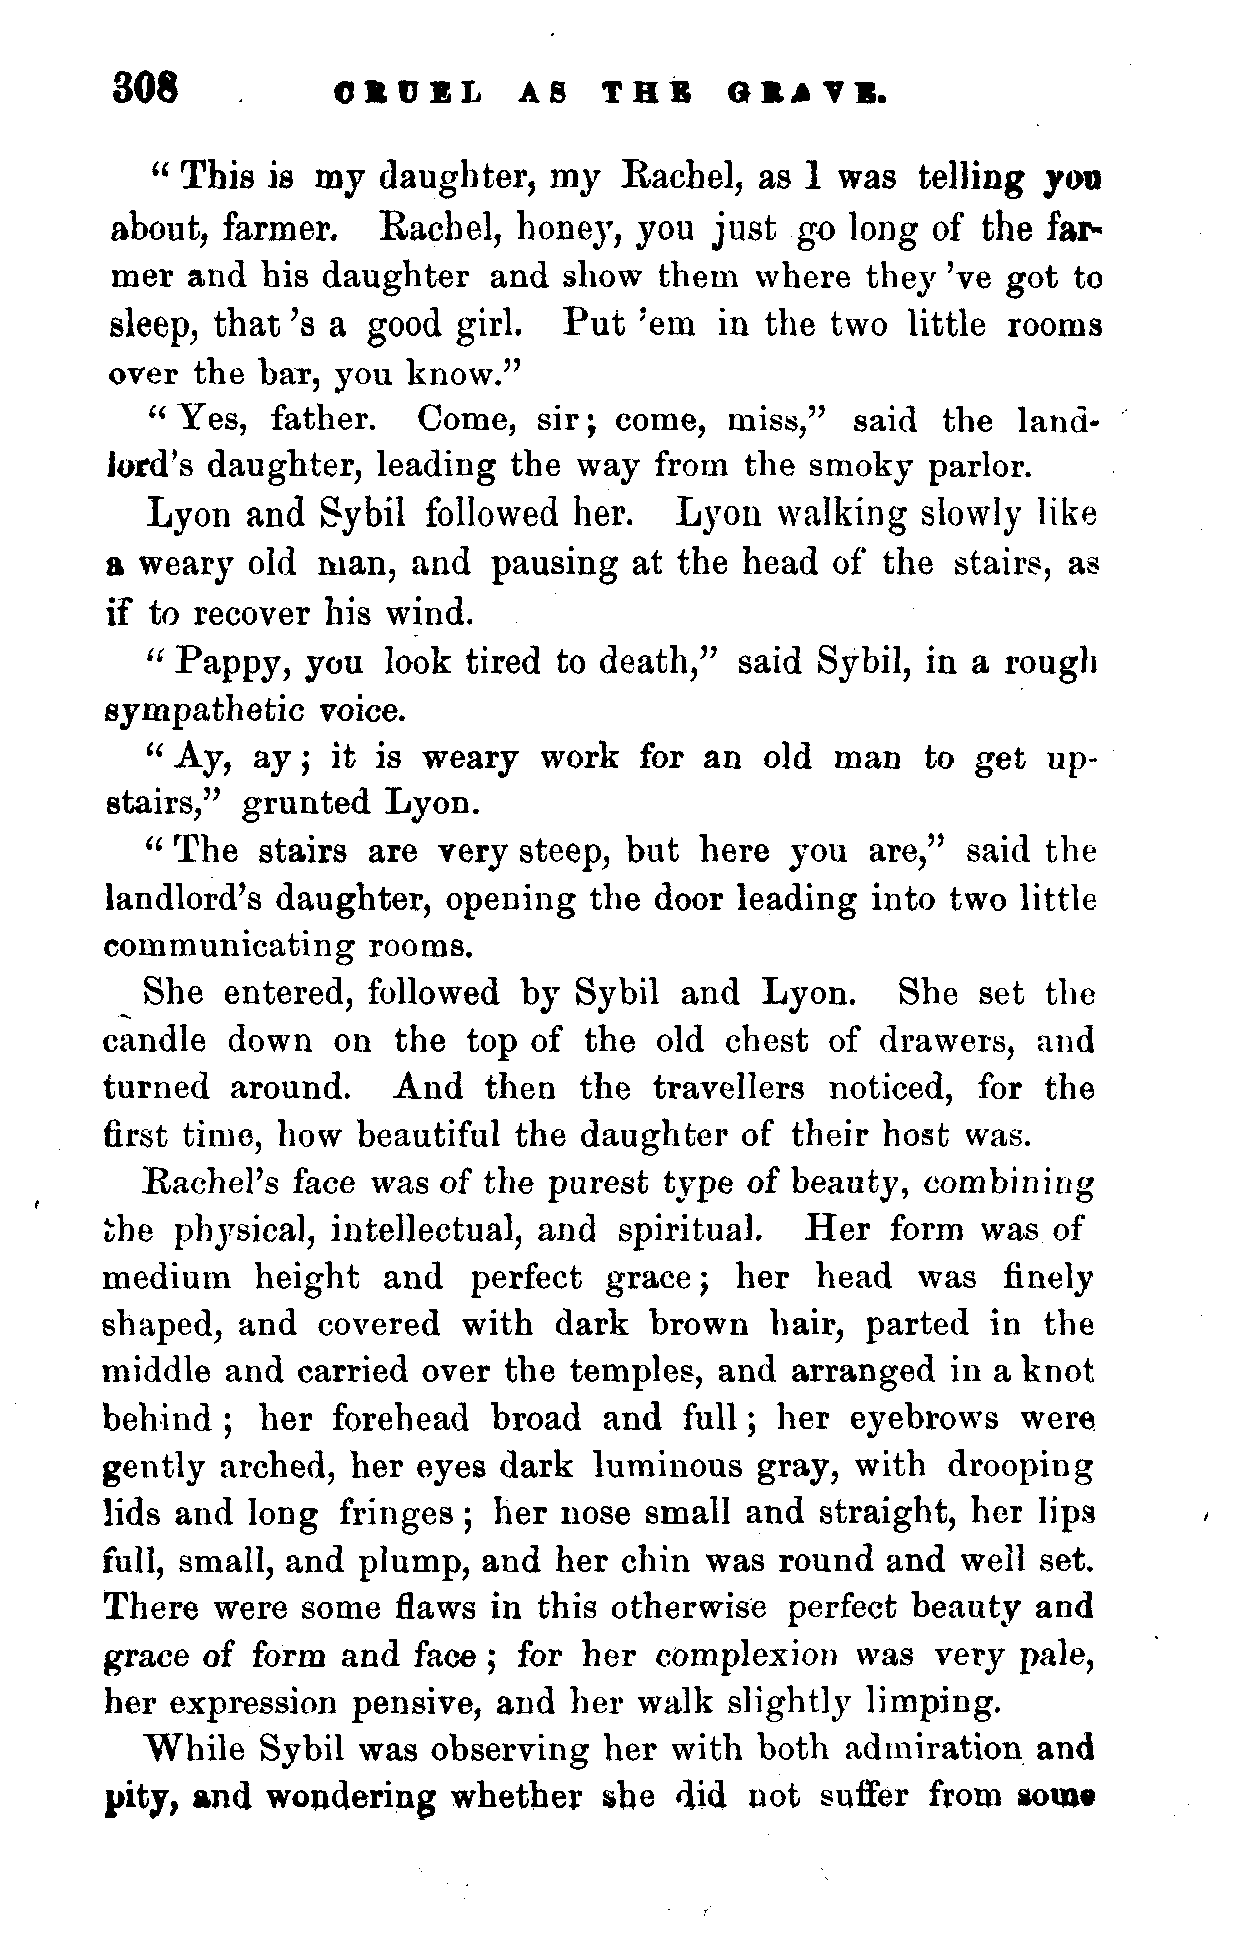 308 CRUEL AS THE GRAVE.
“ This is my daughter, my Rachel, as I was telling you
about, farmer. Rachel, honey, you just go long of the far-
mer and his daughter and show them where they ’ve got to
sleep, that ’s a good girl. Put ’em in the two little rooms
over the bar, you know.”
“ Yes, father. Come, sir ; come, miss,” said the land-
lord’s daughter, leading the way from the smoky parlor.
Lyon and Sybil followed her. Lyon walking slowly like
a weary old man, and pausing at the head of the stairs, as
if to recover his wind.
“ Pappy, you look tired to death,” said Sybil, in a rough
sympathetic voice.
“ Ay, ay ; it is weary work for an old man to get up-
stairs,” grunted Lyon.
“ The stairs are very steep, but here you are,” said the
landlord’s daughter, opening the door leading into two little
communicating rooms.
She entered, followed by Sybil and Lyon. She set the
candle down on the top of the old chest of drawers, and
turned around. And then the travellers noticed, for the
first time, how beautiful the daughter of their host was.
Rachel’s face was of the purest type of beauty, combining
the physical, intellectual, and spiritual. Her form was of
medium height and perfect grace ; her head was finely
shaped, and covered with dark brown hair, parted in the
middle and carried over the temples, and arranged in a knot
behind ; her forehead broad and full ; her eyebrows were
gently arched, her eyes dark luminous gray, with drooping
lids and long fringes ; her nose small and straight, her lips
full, small, and plump, and her chin was round and well set.
There were some flaws in this otherwise perfect beauty and
grace of form and face ; for her complexion was very pale,
her expression pensive, and her walk slightly limping.
While Sybil was observing her with both admiration and
pity, and wondering whether she did not suffer from some